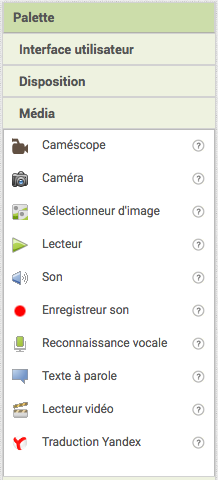 Palette
Interface utilisateur
Disposition
Média
Caméscope ?
Caméra ?
Sélectionneur d'image ?
Lecteur ?
Son ?
Enregistreur son ?
Reconnaissance vocale ?
Texte à parole ?
Lecteur vidéo ?
Traduction Yandex ?